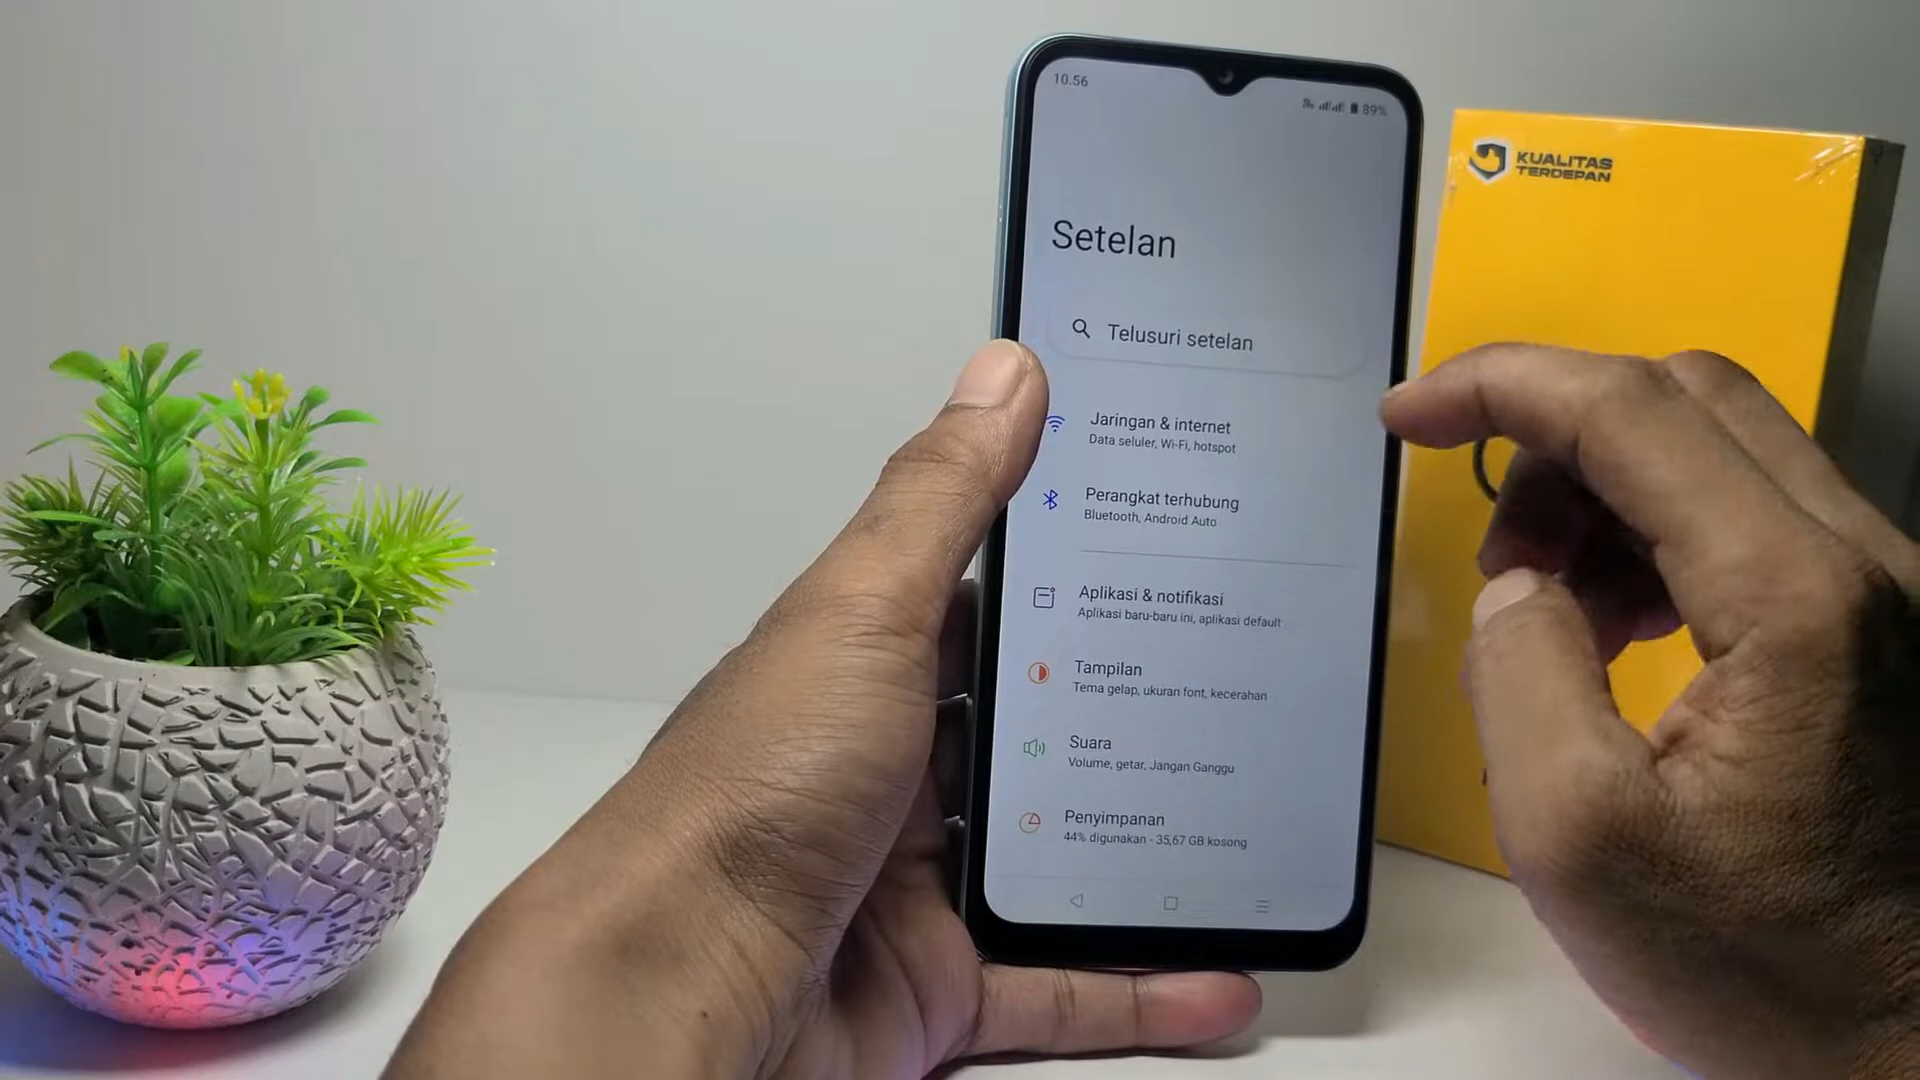 10.56
89%
KUALITAS
TERDEPAN
Setelan
Telusuri setelan
Jaringan & internet
Data seluler, Wi-Fi, hotspot
Perangkat terhubung
Bluetooth, Android Auto
Aplikasi & notifikasi
Aplikasi baru-baru ini, aplikasi default
Tampilan
Tema gelap, ukuran font, kecerahan
Suara
Volume, getar, Jangan Ganggu
Penyimpanan
44% digunakan - 35,67 GB kosong